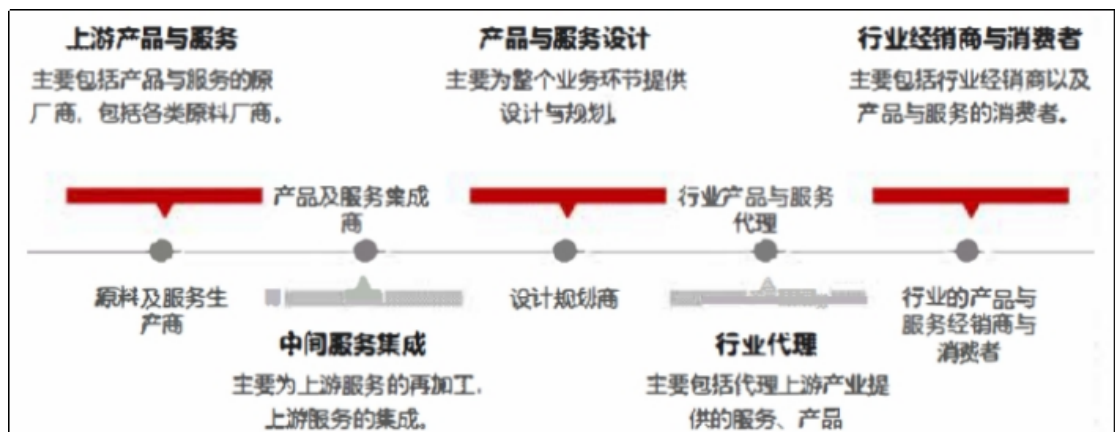 上游产品与服务
主要包括产品与服务的原
厂商，包括各类原料厂商。
产品与服务设计
主要为整个业务环节提供
设计与规划。
行业经销商与消费者
主要包括行业经销商以及
产品与服务的消费者。
产品及服务集成
商
行业产品与服务
代理
原料及服务生
产商
设计规划商
行业的产品与
服务经销商与
消费者
中间服务集成
主要为上游服务的再加工，
上游服务的集成。
行业代理
主要包括代理上游产业提
供的服务、产品